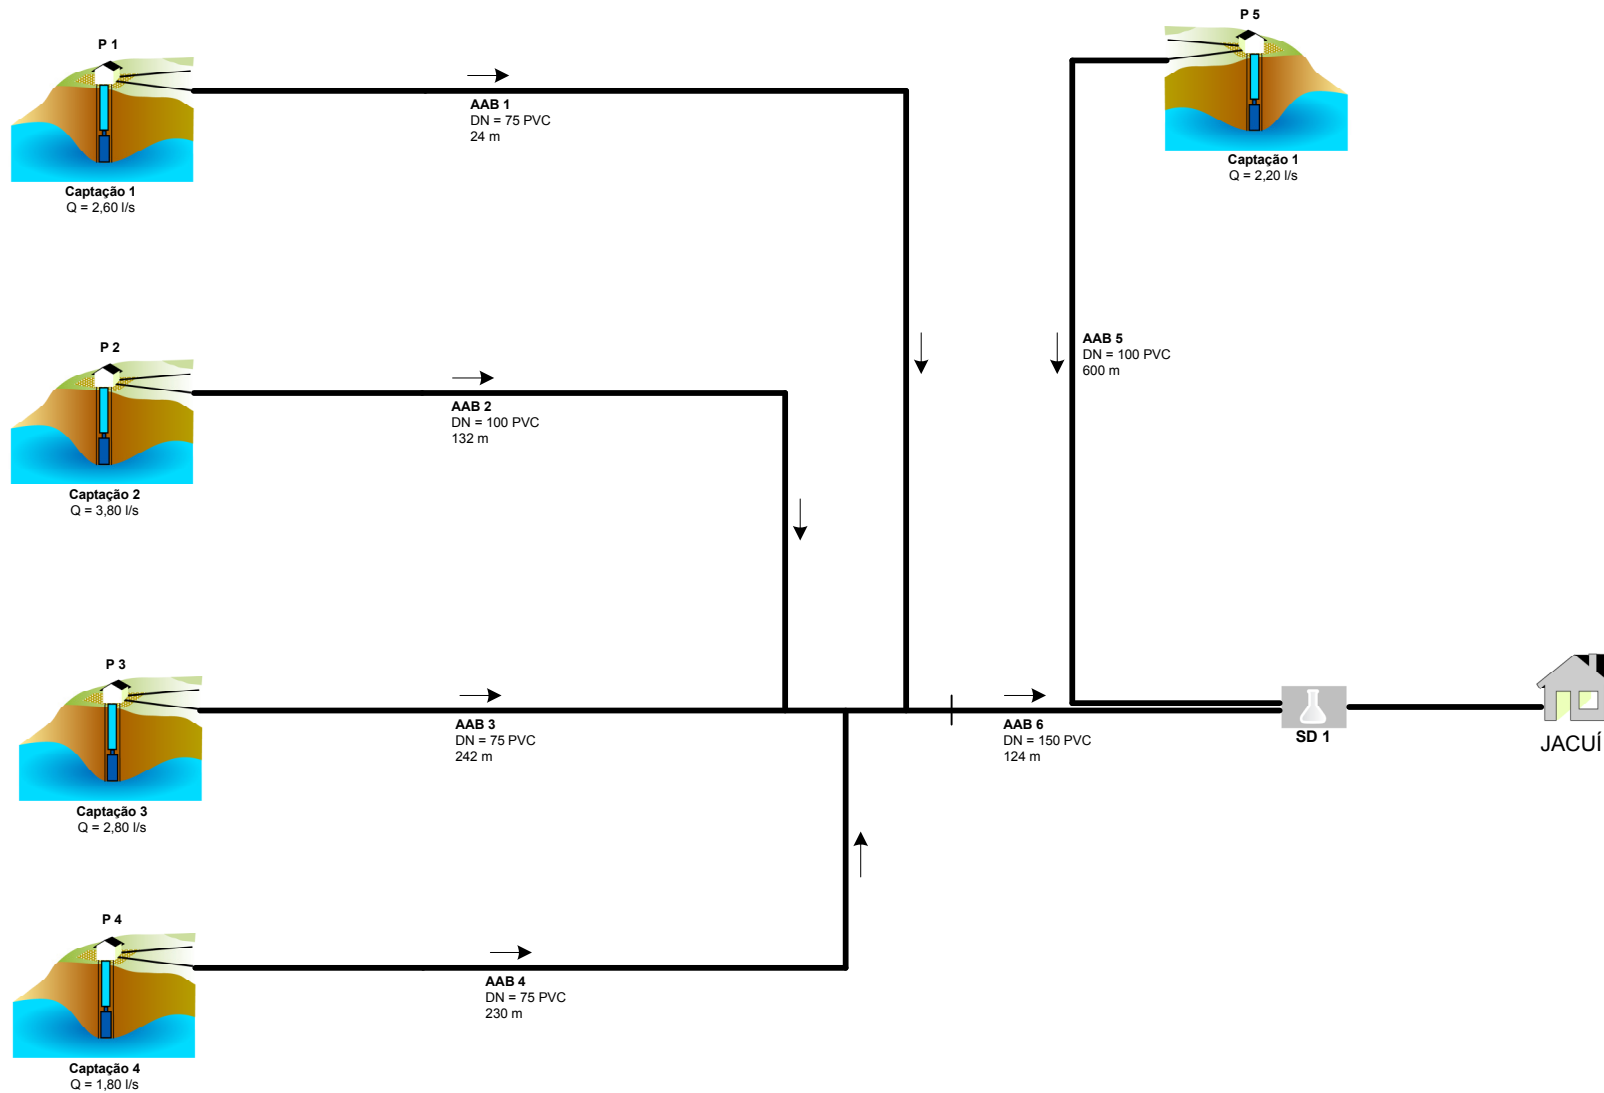 P 1
AAB 1
DN = 75 PVC
24 m
Captação 1
Q = 2,60 l/s
P 5
Captação 1
Q = 2,20 l/s
P 2
AAB 2
DN = 100 PVC
132 m
Captação 2
Q = 3,80 l/s
AAB 5
DN = 100 PVC
600 m
P 3
AAB 3
DN = 75 PVC
242 m
Captação 3
Q = 2,80 l/s
AAB 6
DN = 150 PVC
124 m
SD 1
JACUÍ
P 4
AAB 4
DN = 75 PVC
230 m
Captação 4
Q = 1,80 l/s